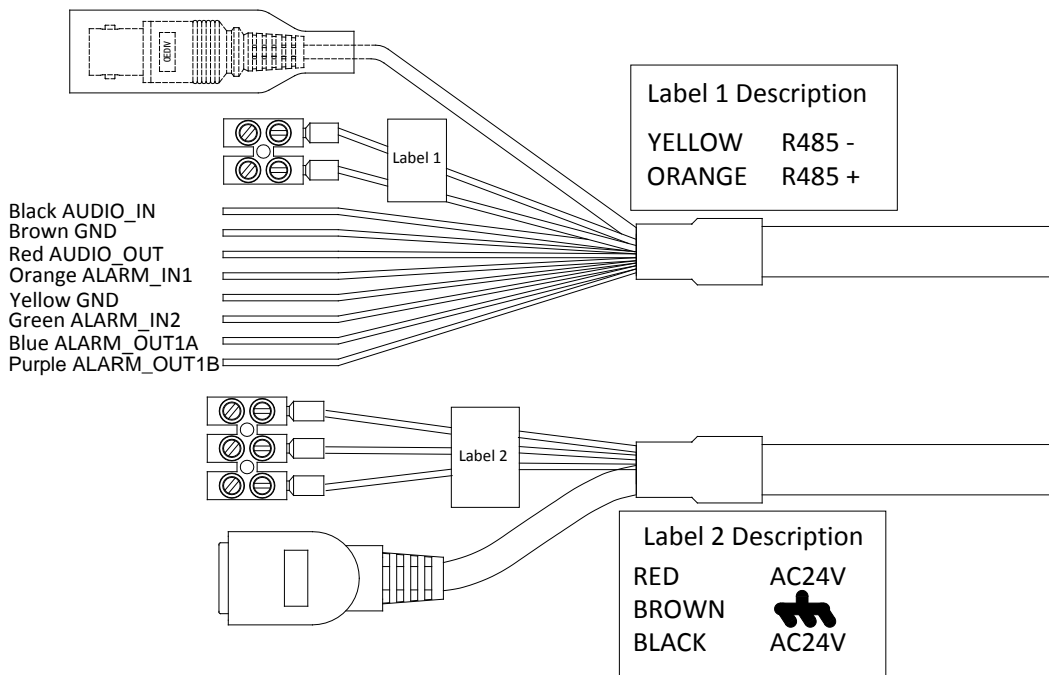 VIDEO
Label 1 Description
YELLOW R485 -
ORANGE R485 +
Label 1
Black AUDIO_IN
Brown GND
Red AUDIO_OUT
Orange ALARM_IN1
Yellow GND
Green ALARM_IN2
Blue ALARM_OUT1A
Purple ALARM_OUT1B
Label 2
Label 2 Description
RED AC24V
BROWN
BLACK AC24V